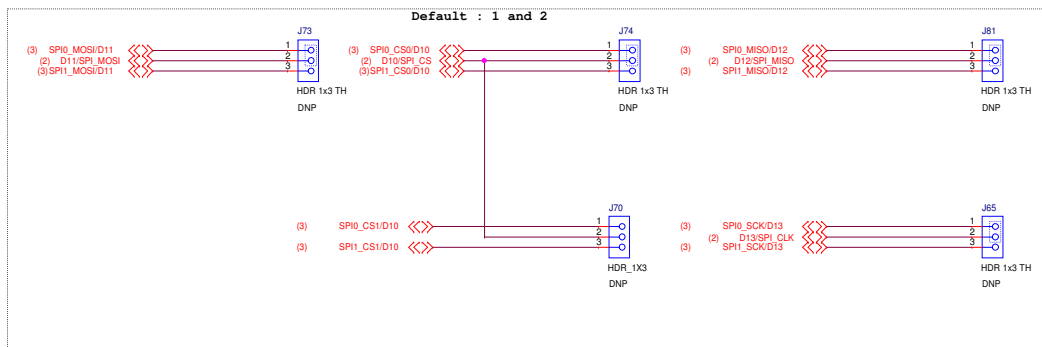 Default : 1 and 2
J73
(3) SPI0_MOSI/D11 1
(2) D11/SPI_MOSI 2
(3)SPI1_MOSI/D11 3
HDR 1x3 TH
DNP
J74
(3) SPI0_CS0/D10 1
(2) D10/SPI_CS 2
(3)SPI1_CS0/D10 3
HDR 1x3 TH
DNP
J81
(3) SPI0_MISO/D12 1
(2) D12/SPI_MISO 2
(3) SPI1_MISO/D12 3
HDR 1x3 TH
DNP
J70
(3) SPI0_CS1/D10 1
2
(3) SPI1_CS1/D10 3
HDR_1X3
DNP
J65
(3) SPI0_SCK/D13 1
(2) D13/SPI_CLK 2
(3) SPI1_SCK/D13 3
HDR 1x3 TH
DNP